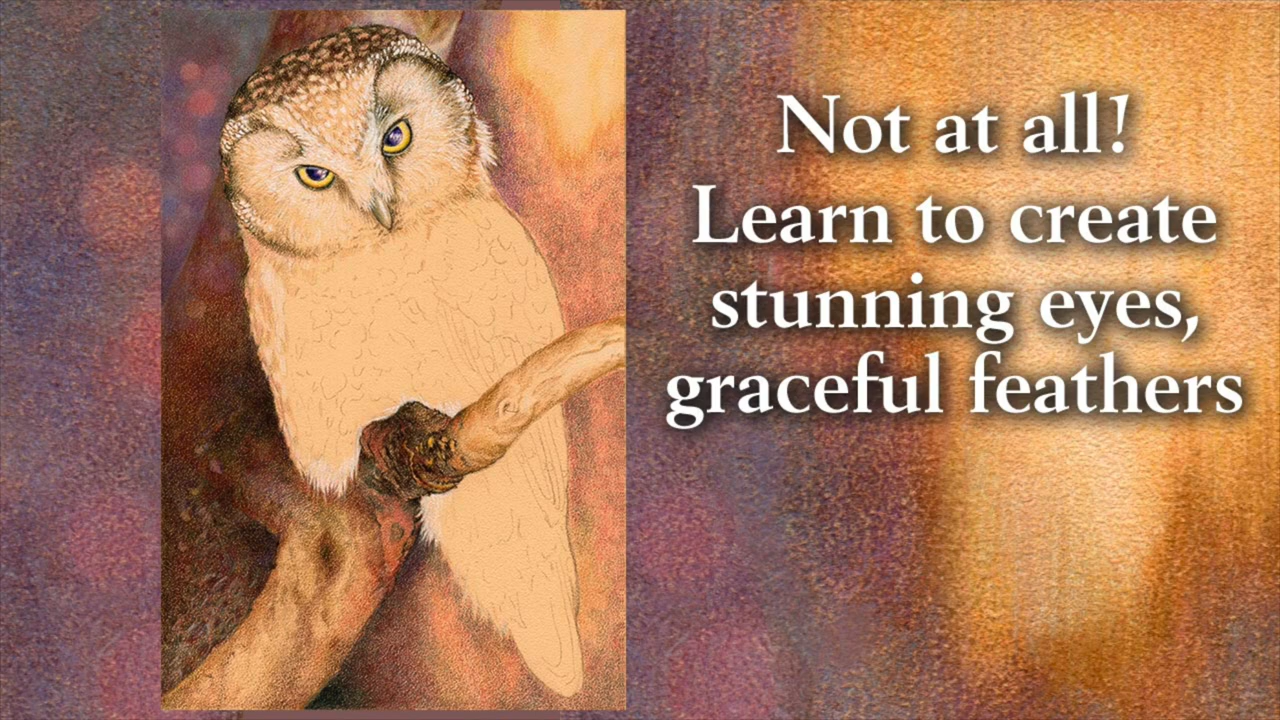 Not at all!
Learn to create
stunning eyes,
graceful feathers